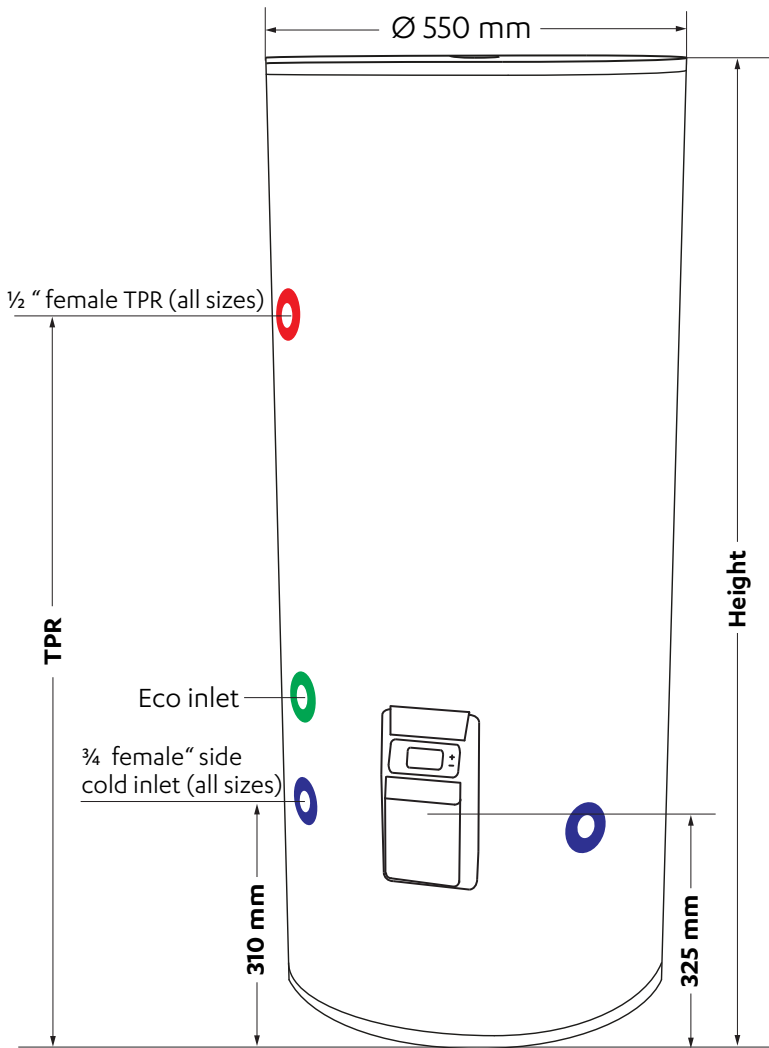 Ø 550 mm
½ “ female TPR (all sizes)
Height
TPR
Eco inlet
¾ female“ side
cold inlet (all sizes)
+
−
310 mm
325 mm